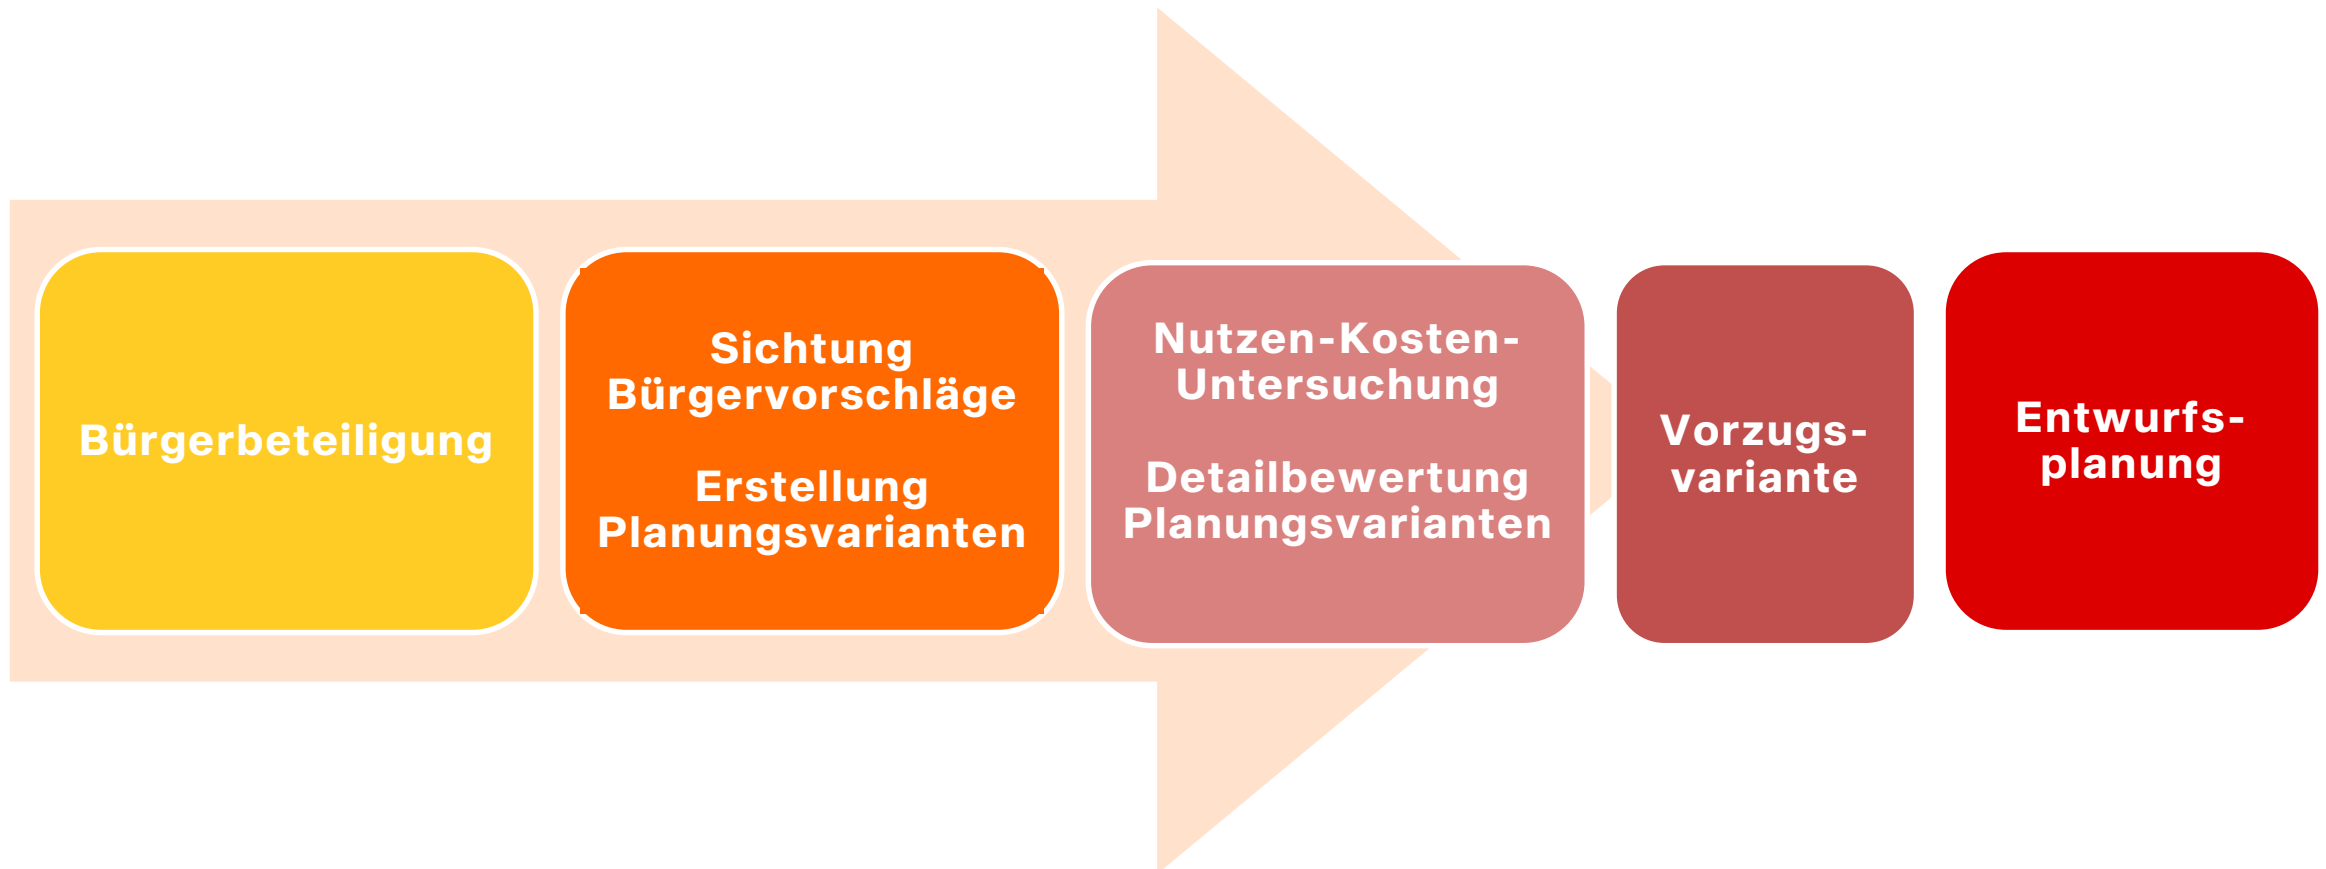 Bürgerbeteiligung
Sichtung
Bürgervorschläge
Erstellung
Planungsvarianten
Nutzen-Kosten-
Untersuchung
Detailbewertung
Planungsvarianten
Vorzugs-
variante
Entwurfs-
planung